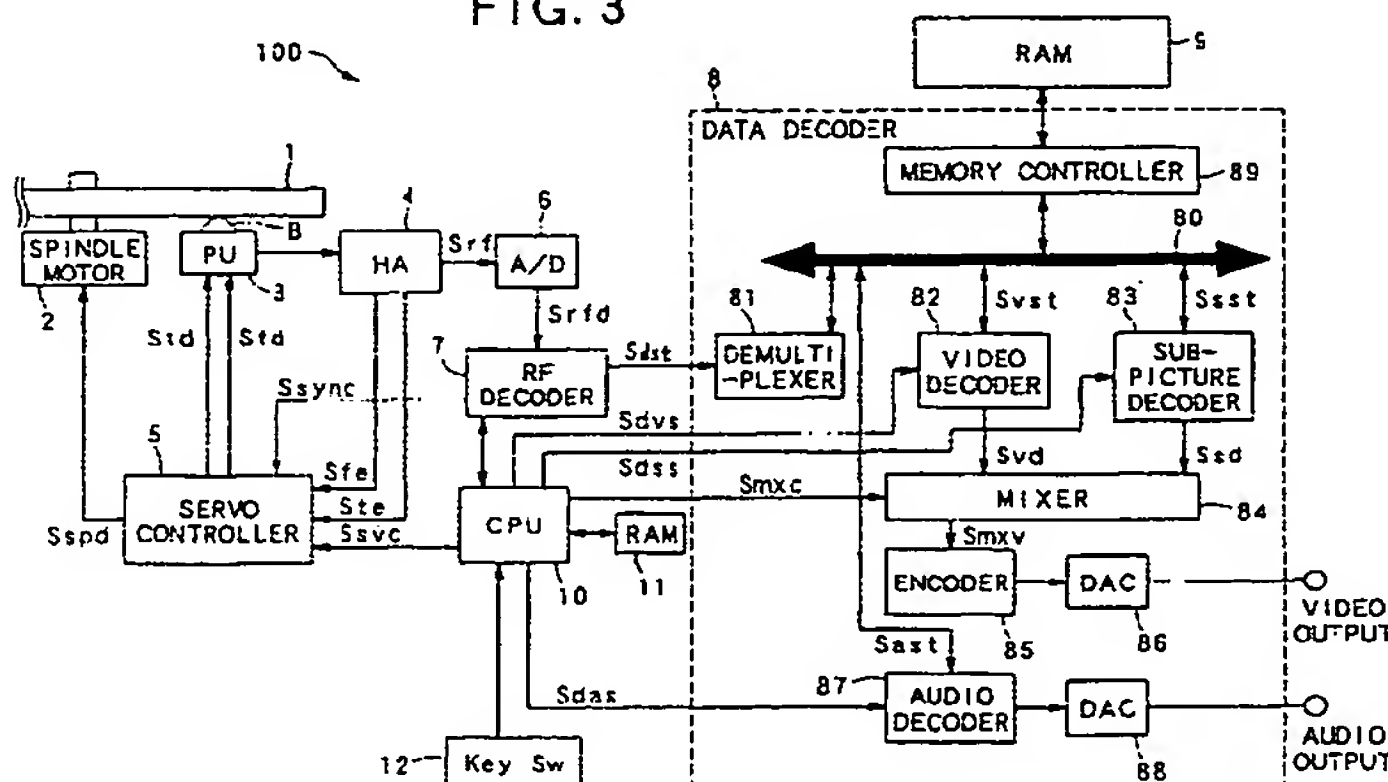 FIG. 3
100
RAM
9
8
DATA DECODER
MEMORY CONTROLLER
89
80
1
B
SPINDLE
MOTOR
2
PU
3
4
HA
Srf
6
A/D
Srfd
Std
Std
7
RF
DECODER
Sdst
81
DEMULTI
-PLEXER
82
Svst
VIDEO
DECODER
83
Ssst
SUB-
PICTURE
DECODER
Ssync
Sdvs
Sdss
Svd
Ssd
5
SERVO
CONTROLLER
Sfe
Ste
Ssvc
Sspd
CPU
10
RAM
11
Smxc
MIXER
84
Smxv
ENCODER
85
DAC
86
VIDEO
OUTPUT
Sast
Sdas
87
AUDIO
DECODER
DAC
88
AUDIO
OUTPUT
12
Key Sw